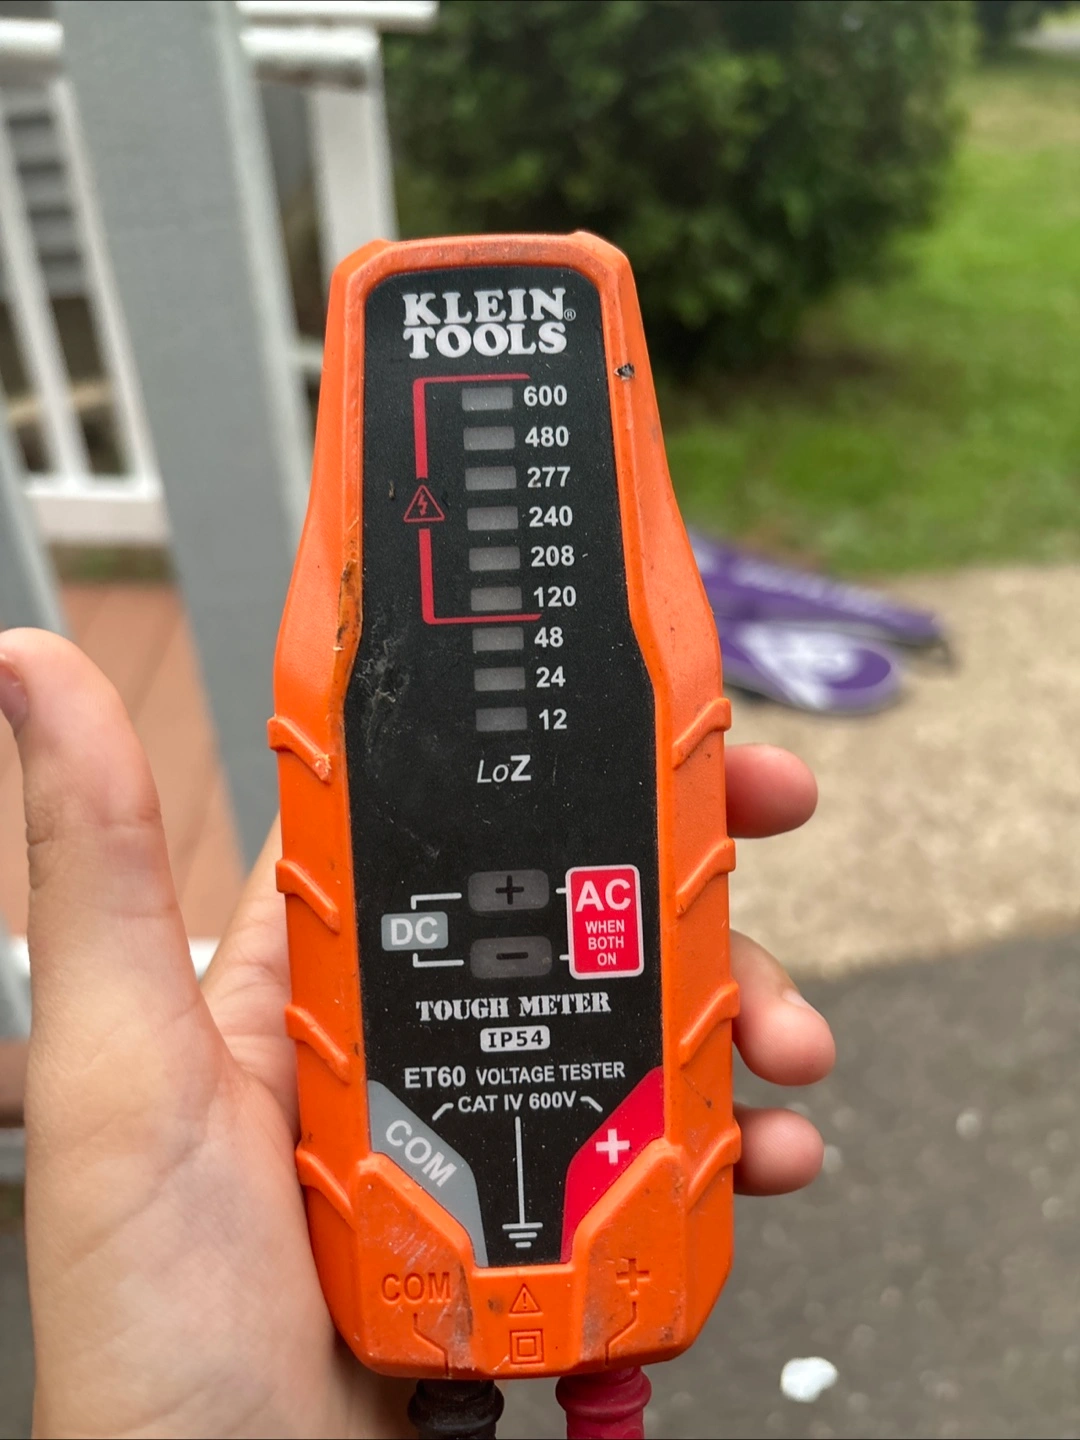 KLEIN
TOOLS®
600
480
277
240
208
120
48
24
12
LoZ
+
DC
−
AC
WHEN
BOTH
ON
TOUGH METER
IP54
ET60 VOLTAGE TESTER
CAT IV 600V
COM
+
COM
+